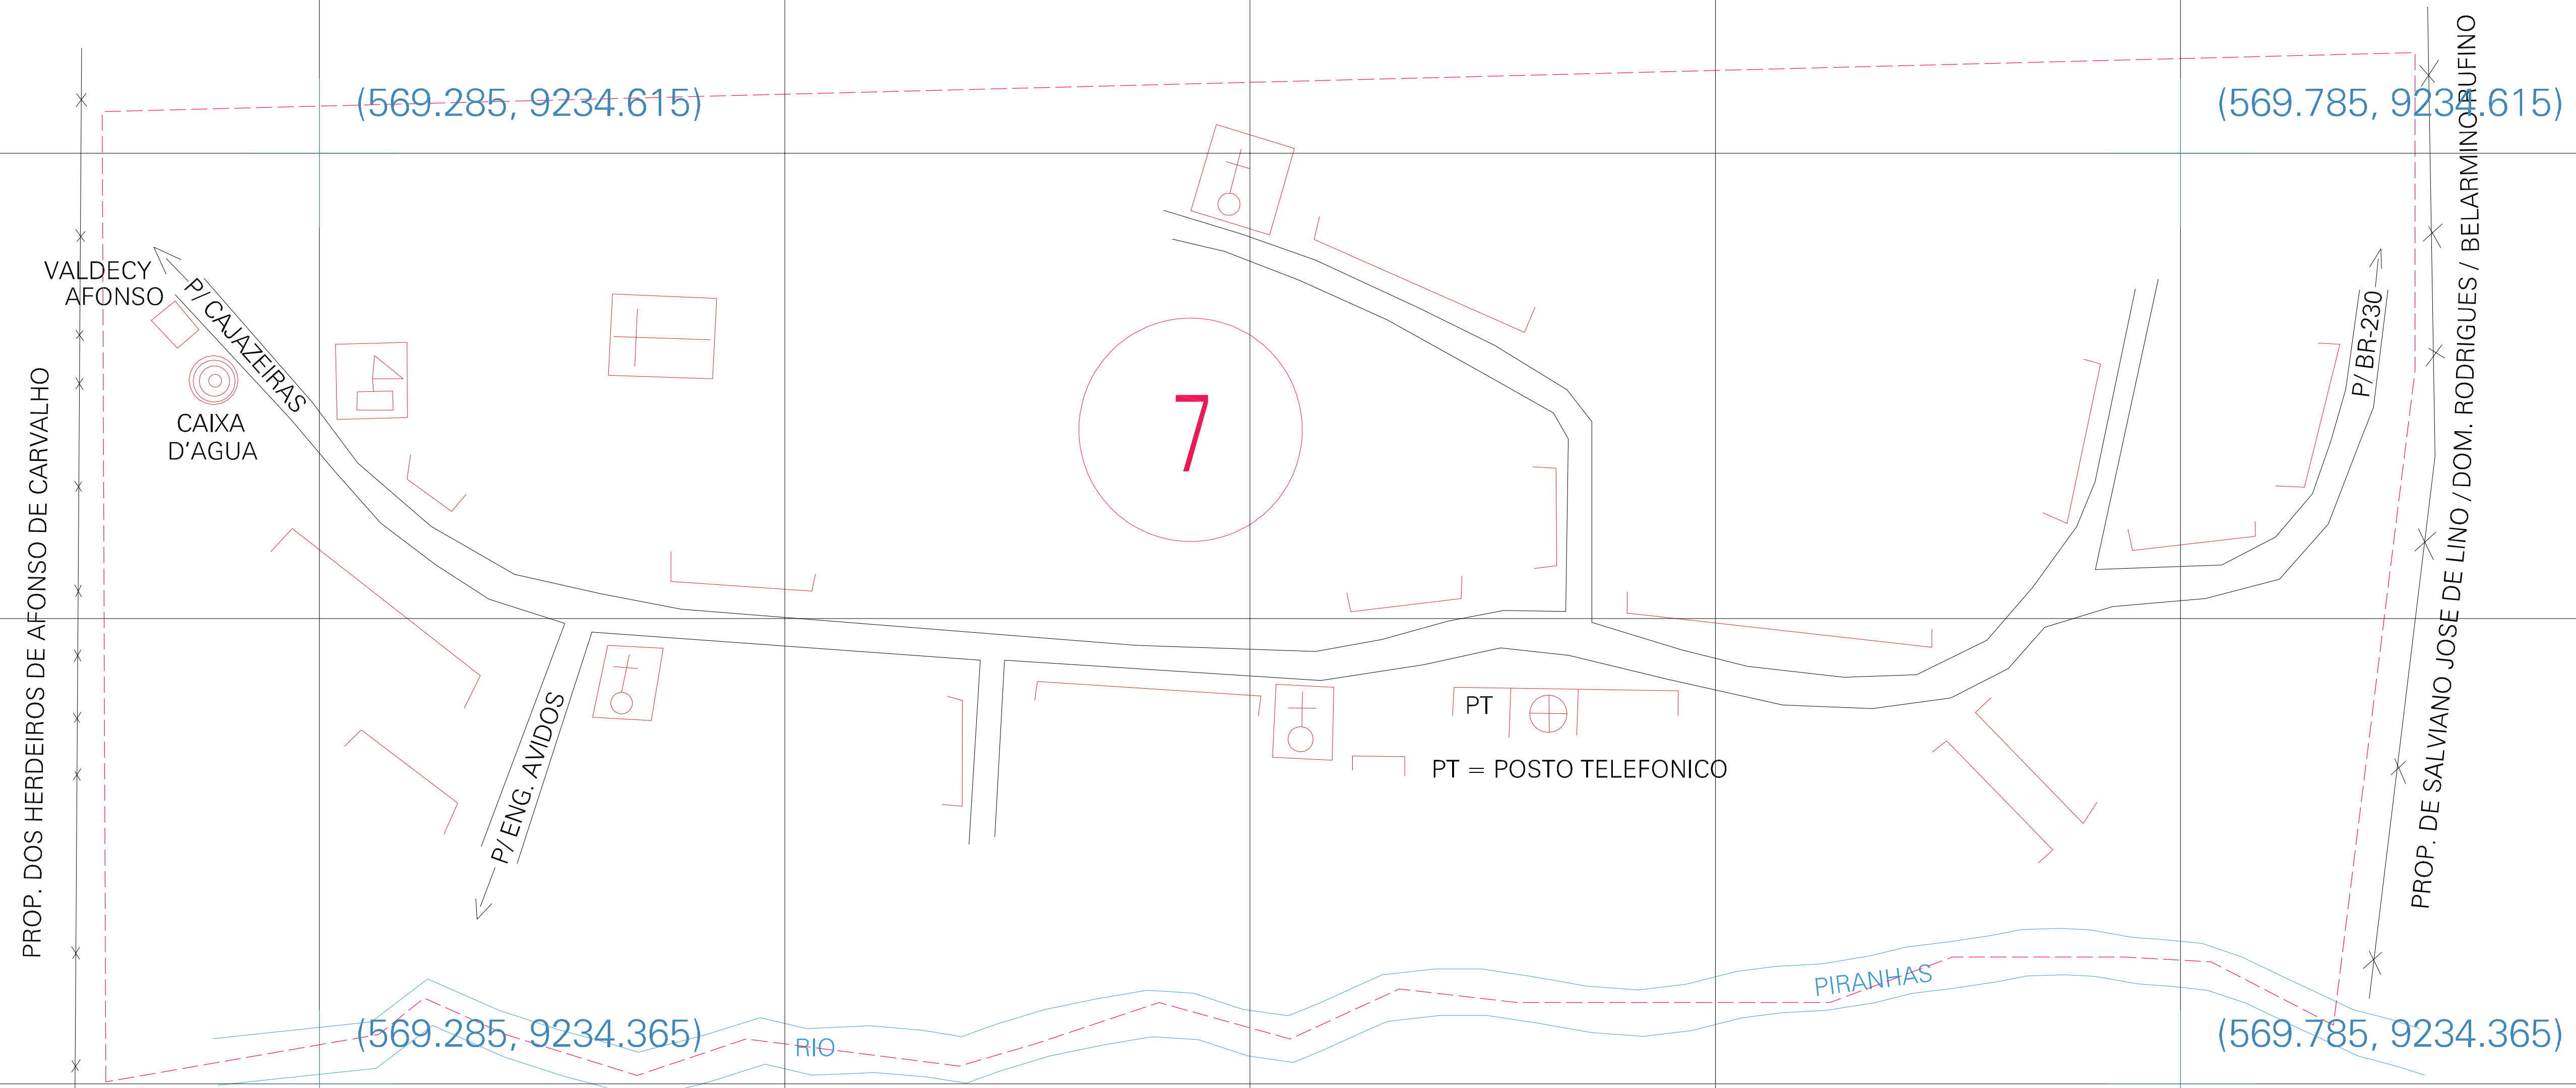 (569.285, 9234.615)
(569.785, 9234.615)
VALDECY
AFONSO
P/ CAJAZEIRAS
CAIXA
D'AGUA
7
P/ BR-230
PROP. DOS HERDEIROS DE AFONSO DE CARVALHO
PROP. DE SALVIANO JOSE DE LINO / DOM. RODRIGUES / BELARMINO RUFINO
P/ ENG. AVIDOS
PT
PT = POSTO TELEFONICO
PIRANHAS
RIO
(569.285, 9234.365)
(569.785, 9234.365)